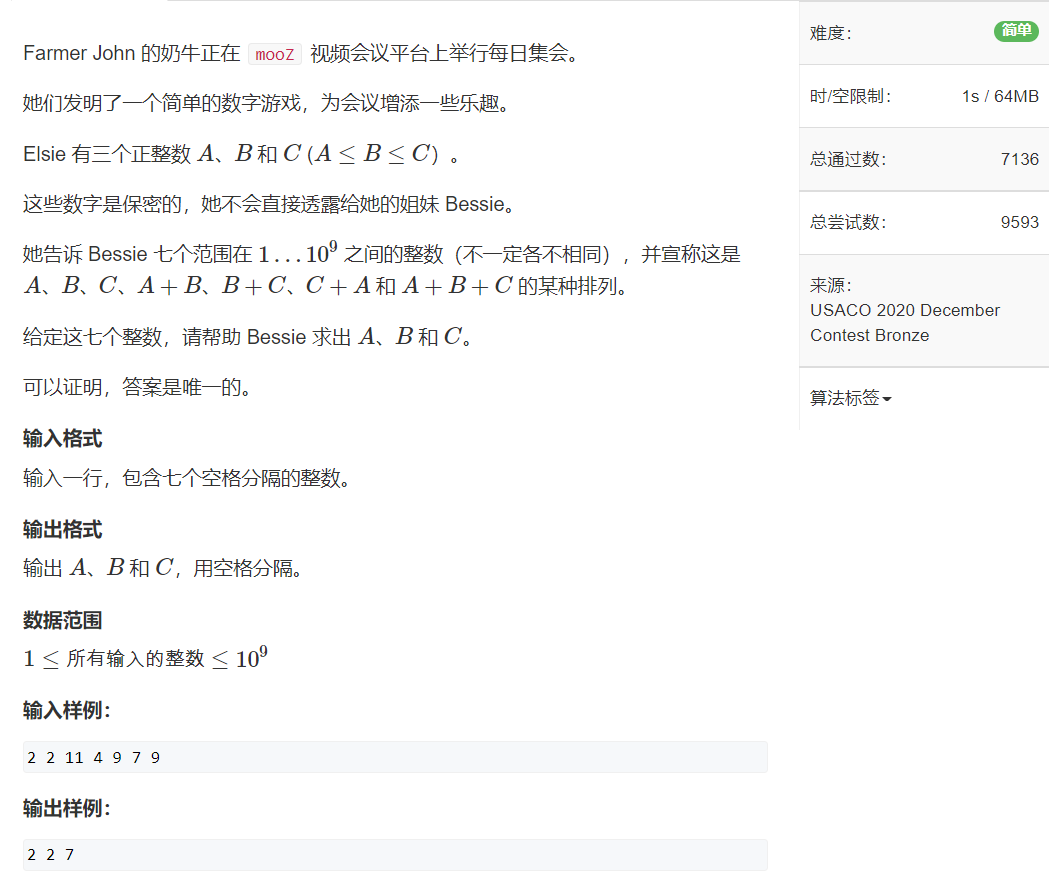 Farmer John 的奶牛正在 mooZ 视频会议平台上举行每日集会。
她们发明了一个简单的数字游戏，为会议增添一些乐趣。
Elsie 有三个正整数 A、B 和 C (A ≤ B ≤ C）。
这些数字是保密的，她不会直接透露给她的姐妹 Bessie。
她告诉 Bessie 七个范围在 1…10⁹ 之间的整数（不一定各不相同），并宣称这是
A、B、C、A + B、B + C、C + A 和 A + B + C 的某种排列。
给定这七个整数，请帮助 Bessie 求出 A、B 和 C。
可以证明，答案是唯一的。
输入格式
输入一行，包含七个空格分隔的整数。
输出格式
输出 A、B 和 C，用空格分隔。
数据范围
1 ≤ 所有输入的整数 ≤ 10⁹
输入样例：
2 2 11 4 9 7 9
输出样例：
2 2 7
难度： 简单
时/空限制： 1s / 64MB
总通过数： 7136
总尝试数： 9593
来源：
USACO 2020 December
Contest Bronze
算法标签